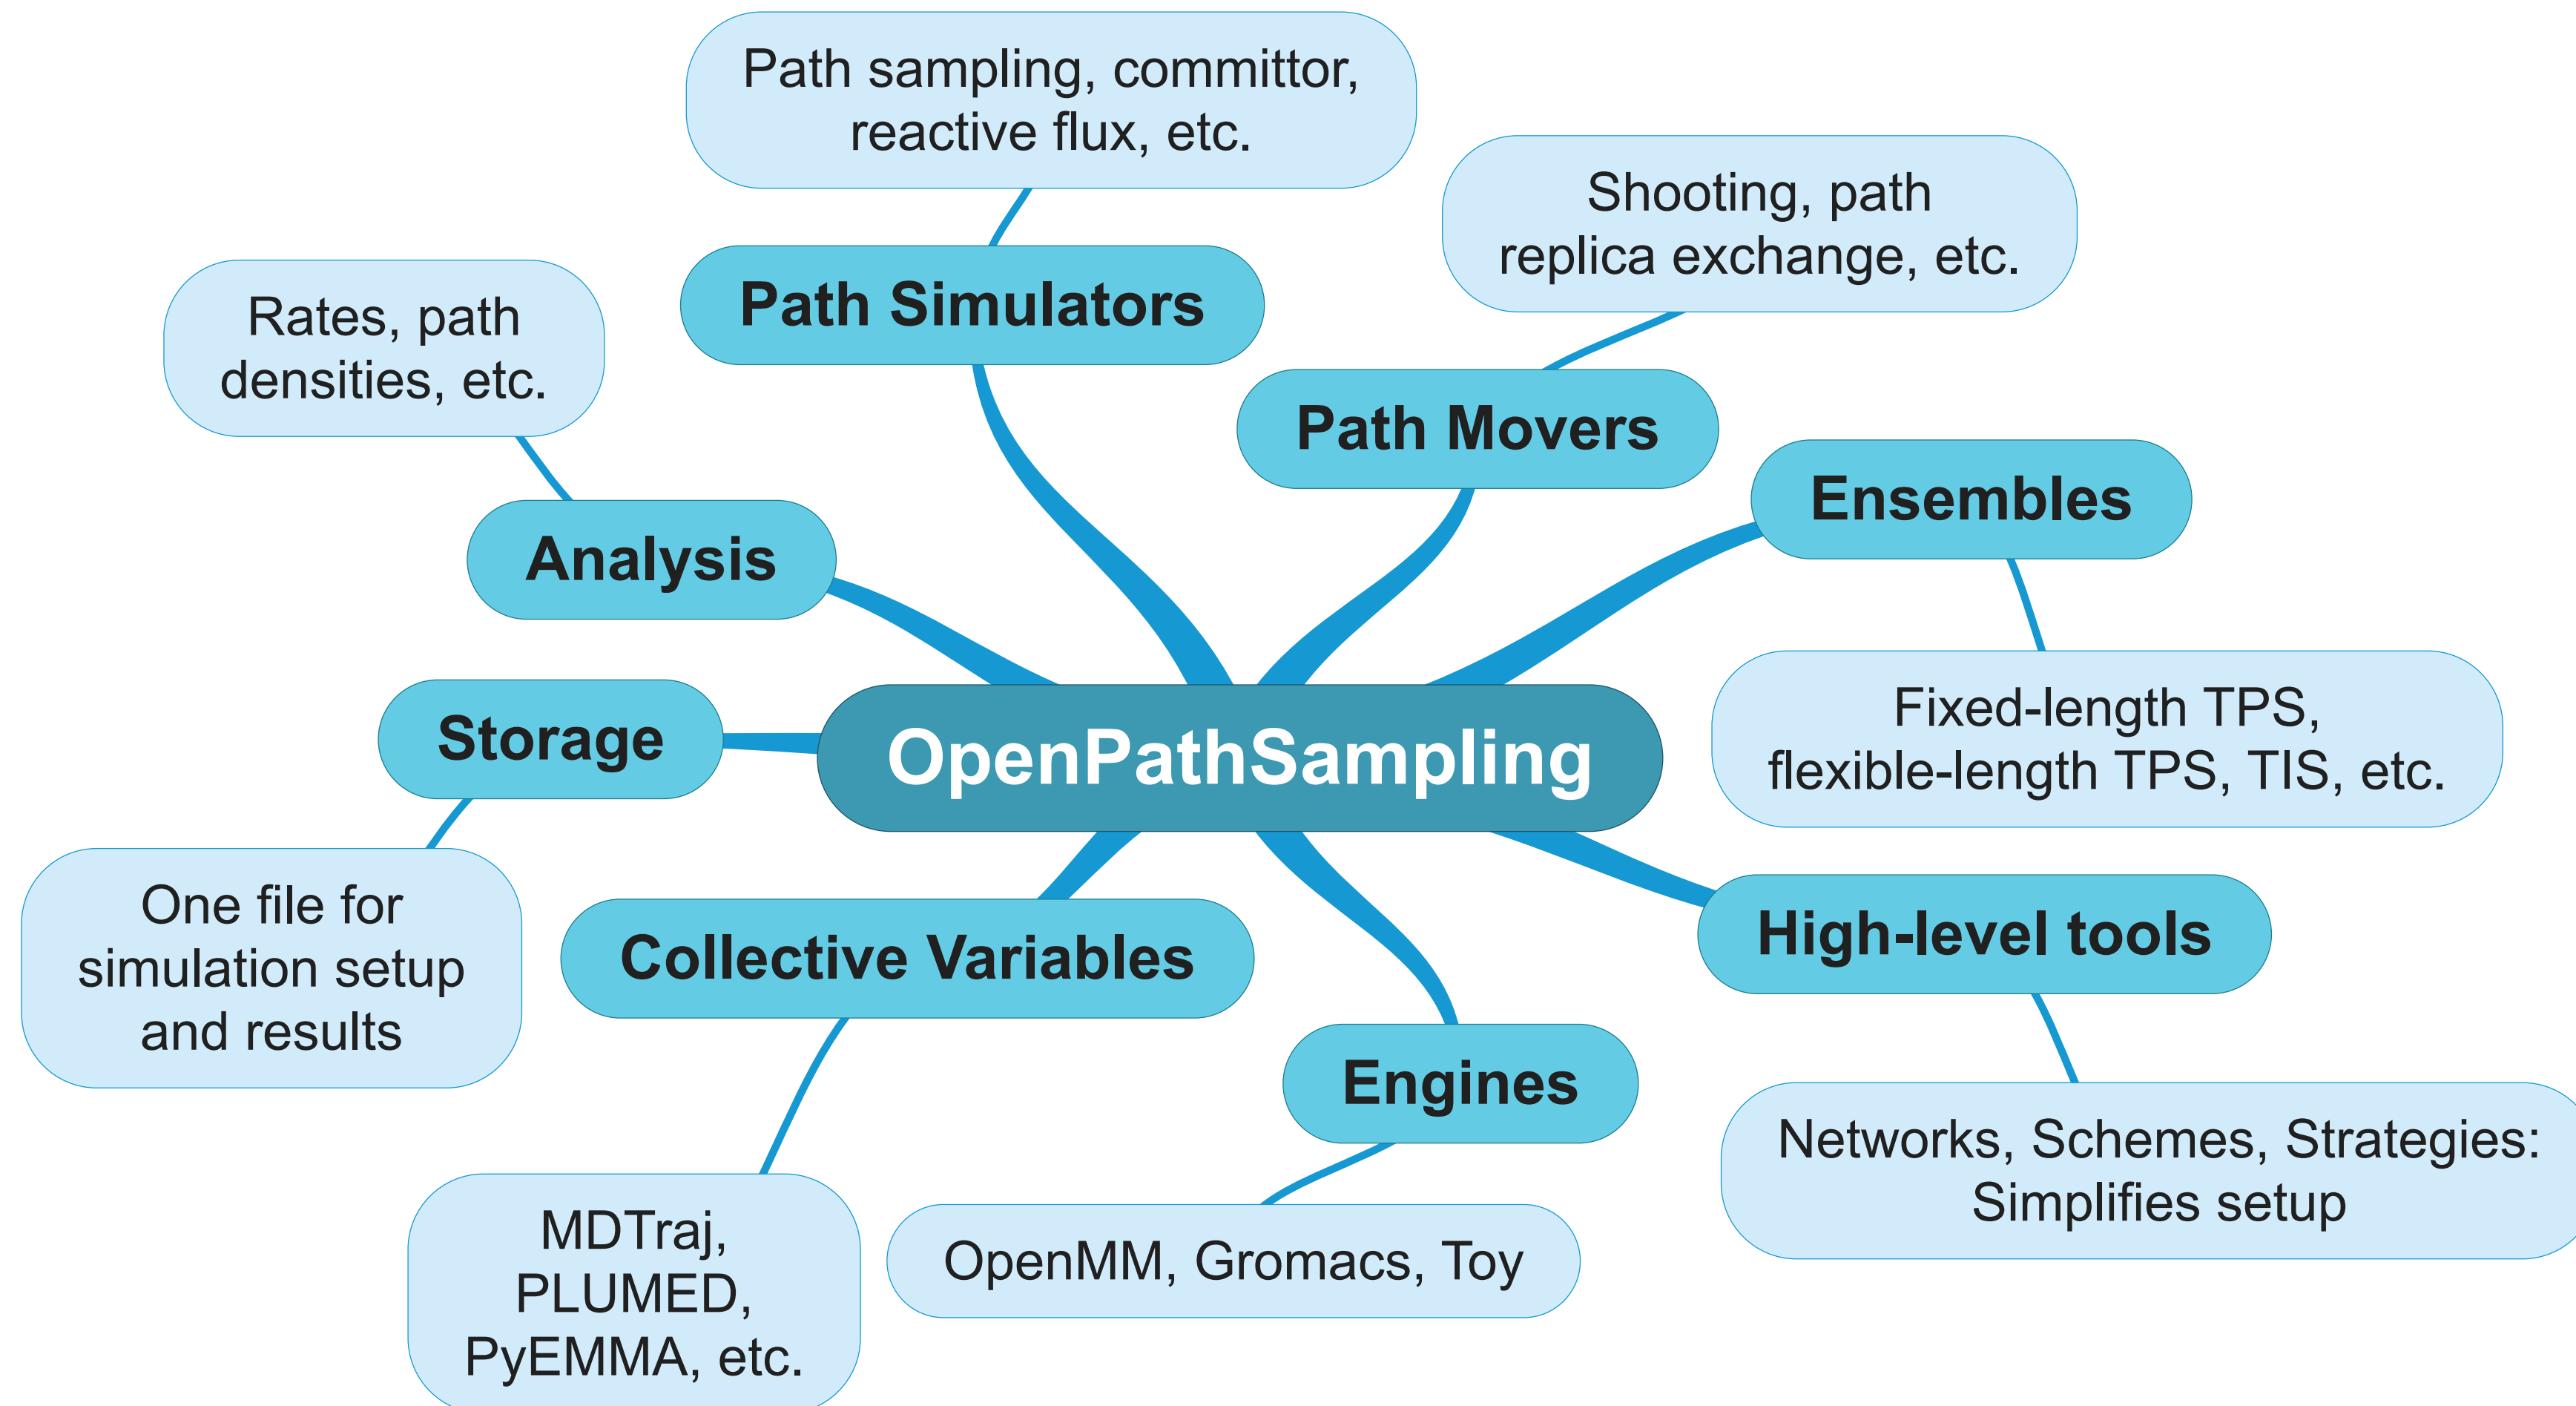 Path sampling, committor,
reactive flux, etc.
Path Simulators
Shooting, path
replica exchange, etc.
Path Movers
Rates, path
densities, etc.
Analysis
Ensembles
Fixed-length TPS,
flexible-length TPS, TIS, etc.
Storage
One file for
simulation setup
and results
OpenPathSampling
High-level tools
Networks, Schemes, Strategies:
Simplifies setup
Collective Variables
MDTraj,
PLUMED,
PyEMMA, etc.
Engines
OpenMM, Gromacs, Toy